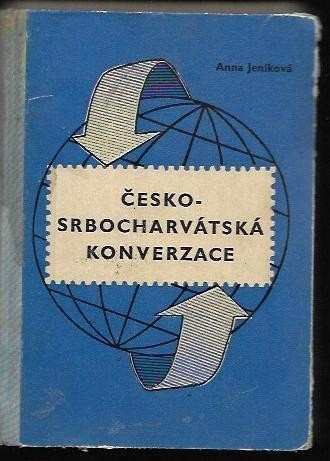 Anna Jeníková
ČESKO-
SRBOCHARVÁTSKÁ
KONVERZACE